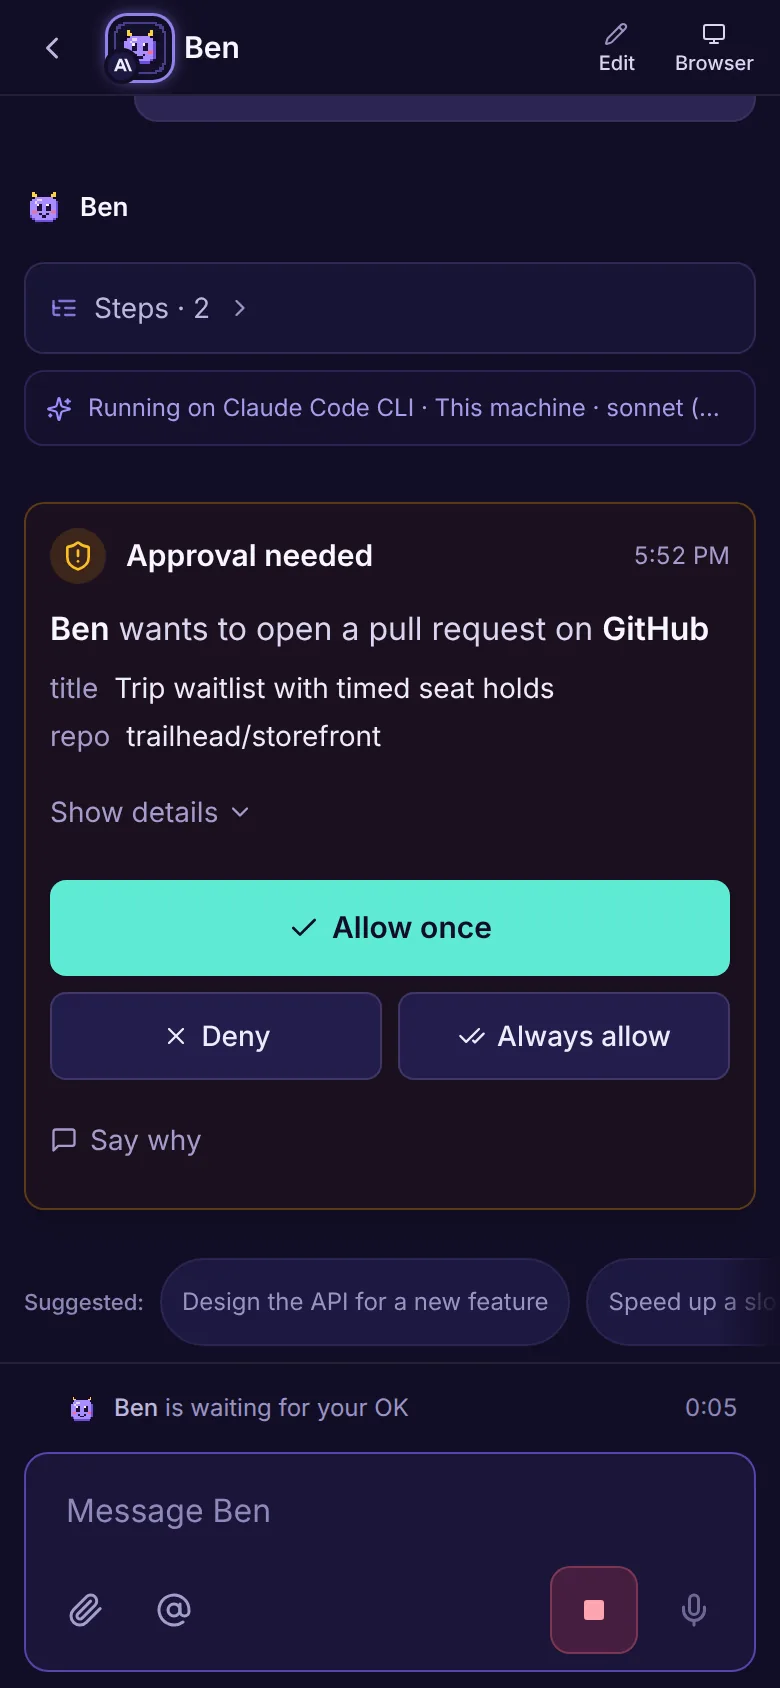 Ben
Edit
Browser
Ben
Steps · 2
Running on Claude Code CLI · This machine · sonnet (...
Approval needed
5:52 PM
Ben wants to open a pull request on GitHub
title Trip waitlist with timed seat holds
repo trailhead/storefront
Show details
Allow once
Deny
Always allow
Say why
Suggested:
Design the API for a new feature
Speed up a slo
Ben is waiting for your OK
0:05
Message Ben